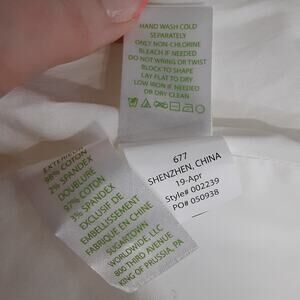 HAND WASH COLD
SEPARATELY
ONLY NON-CHLORINE
BLEACH IF NEEDED
DO NOT WRING OR TWIST
BLOCK TO SHAPE
LAY FLAT TO DRY
LOW IRON IF NEEDED
OR DRY CLEAN
677
SHENZHEN, CHINA
19-Apr
Style# 002239
PO# 050938
EXTERIEUR
98% COTON
2% SPANDEX
DOUBLURE
97% COTON
3% SPANDEX
EXCLUSIF DE
EMBELLISSEMENT
FABRIQUE EN CHINE
SUGARTOWN
WORLDWIDE, LLC
800 THIRD AVENUE
KING OF PRUSSIA, PA